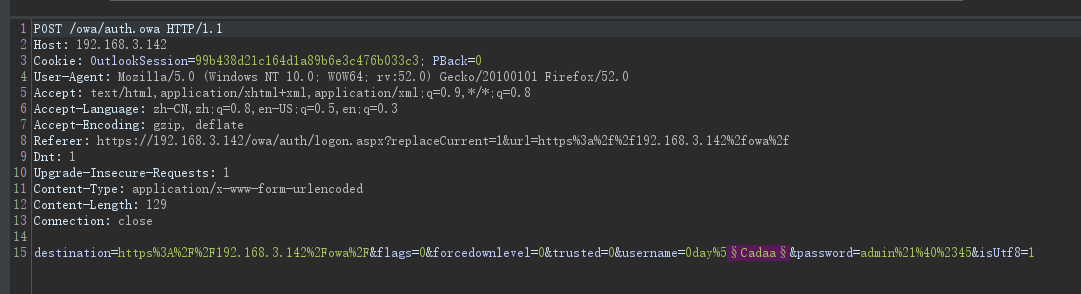 1 POST /owa/auth.owa HTTP/1.1
2 Host: 192.168.3.142
3 Cookie: OutlookSession=99b438d21c164d1a89b6e3c476b033c3; PBack=0
4 User-Agent: Mozilla/5.0 (Windows NT 10.0; WOW64; rv:52.0) Gecko/20100101 Firefox/52.0
5 Accept: text/html,application/xhtml+xml,application/xml;q=0.9,*/*;q=0.8
6 Accept-Language: zh-CN,zh;q=0.8,en-US;q=0.5,en;q=0.3
7 Accept-Encoding: gzip, deflate
8 Referer: https://192.168.3.142/owa/auth/logon.aspx?replaceCurrent=1&url=https%3a%2f%2f192.168.3.142%2fowa%2f
9 Dnt: 1
10 Upgrade-Insecure-Requests: 1
11 Content-Type: application/x-www-form-urlencoded
12 Content-Length: 129
13 Connection: close
14
15 destination=https%3A%2F%2F192.168.3.142%2Fowa%2F&flags=0&forcedownlevel=0&trusted=0&username=0day%5§Cadaa§&password=admin%21%40%2345&isUtf8=1